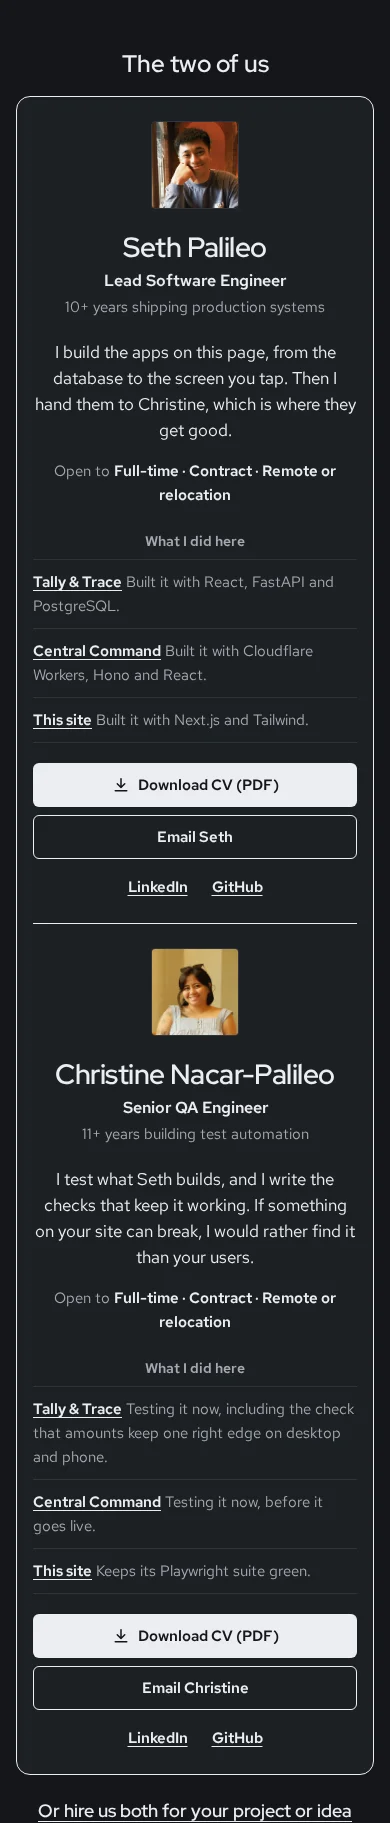 The two of us
Seth Palileo
Lead Software Engineer
10+ years shipping production systems
I build the apps on this page, from the
database to the screen you tap. Then I
hand them to Christine, which is where they
get good.
Open to Full-time · Contract · Remote or
relocation
What I did here
Tally & Trace Built it with React, FastAPI and
PostgreSQL.
Central Command Built it with Cloudflare
Workers, Hono and React.
This site Built it with Next.js and Tailwind.
Download CV (PDF)
Email Seth
LinkedIn GitHub
Christine Nacar-Palileo
Senior QA Engineer
11+ years building test automation
I test what Seth builds, and I write the
checks that keep it working. If something
on your site can break, I would rather find it
than your users.
Open to Full-time · Contract · Remote or
relocation
What I did here
Tally & Trace Testing it now, including the check
that amounts keep one right edge on desktop
and phone.
Central Command Testing it now, before it
goes live.
This site Keeps its Playwright suite green.
Download CV (PDF)
Email Christine
LinkedIn GitHub
Or hire us both for your project or idea